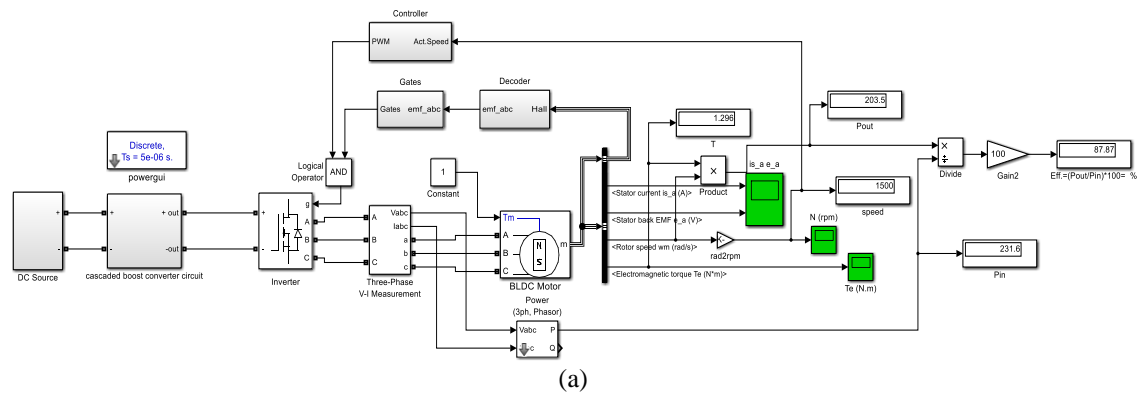 Controller
PWM Act.Speed
Gates
Gates emf_abc
Decoder
emf_abc Hall
Discrete,
Ts = 5e-06 s.
powergui
Logical
Operator
AND
1
Constant
1.296
T
×
Product
is_a e_a
203.5
Pout
×
÷
Divide
100
Gain2
87.87
Eff.=(Pout/Pin)*100= %
1500
speed
<Stator current is_a (A)>
<Stator back EMF e_a (V)>
<Rotor speed wm (rad/s)>
<Electromagnetic torque Te (N*m)>
rad2rpm
N (rpm)
Te (N.m)
231.6
Pin
+
-
DC Source
+ + out
- -out
cascaded boost converter circuit
g
+ A
B
- C
Inverter
Vabc
Iabc
A a
B b
C c
Three-Phase
V-I Measurement
Tm
A
B
C
N
S
m
BLDC Motor
Power
(3ph, Phasor)
Vabc P
c Q
(a)